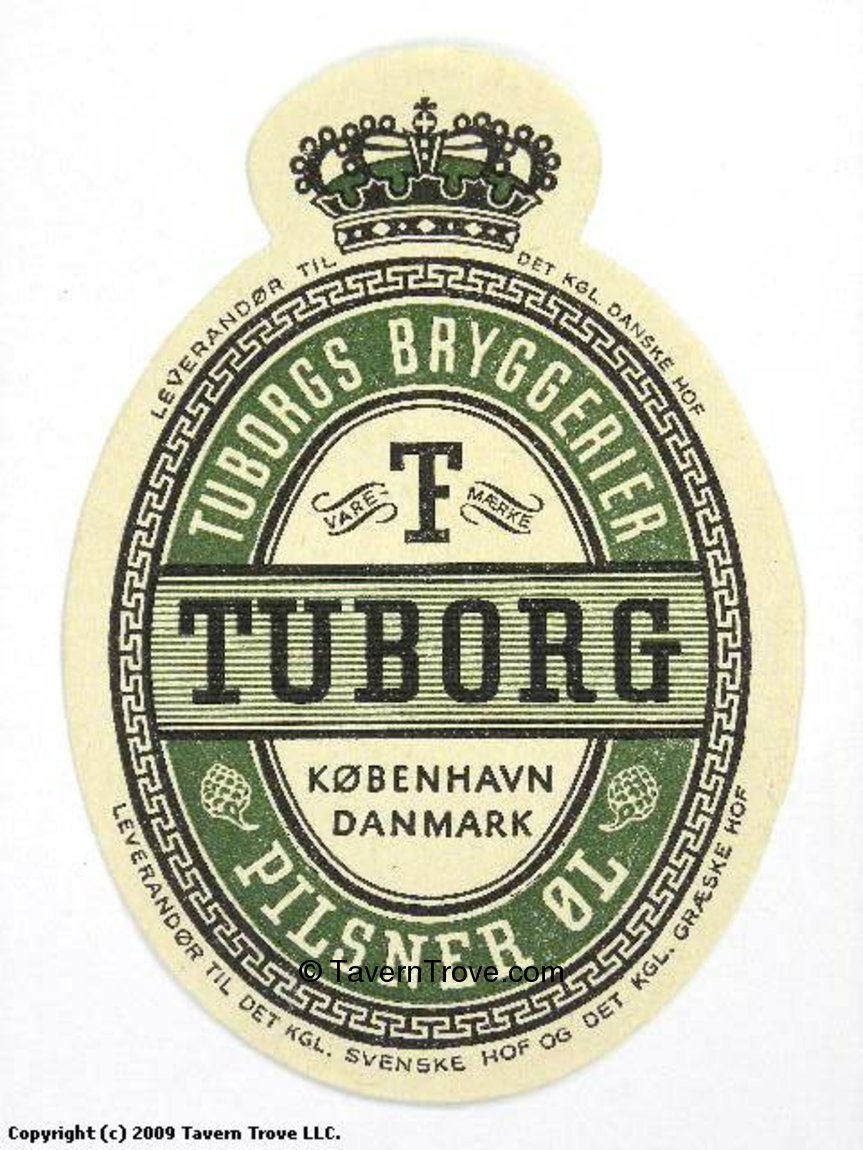 LEVERANDØR TIL DET KGL. DANSKE HOF
TUBORGS BRYGGERIER
TF
VARE- MÆRKE
TUBORG
KØBENHAVN
DANMARK
PILSNER ØL
LEVERANDØR TIL DET KGL. SVENSKE HOF OG DET KGL. GRÆSKE HOF
© TavernTrove.com
Copyright (c) 2009 Tavern Trove LLC.